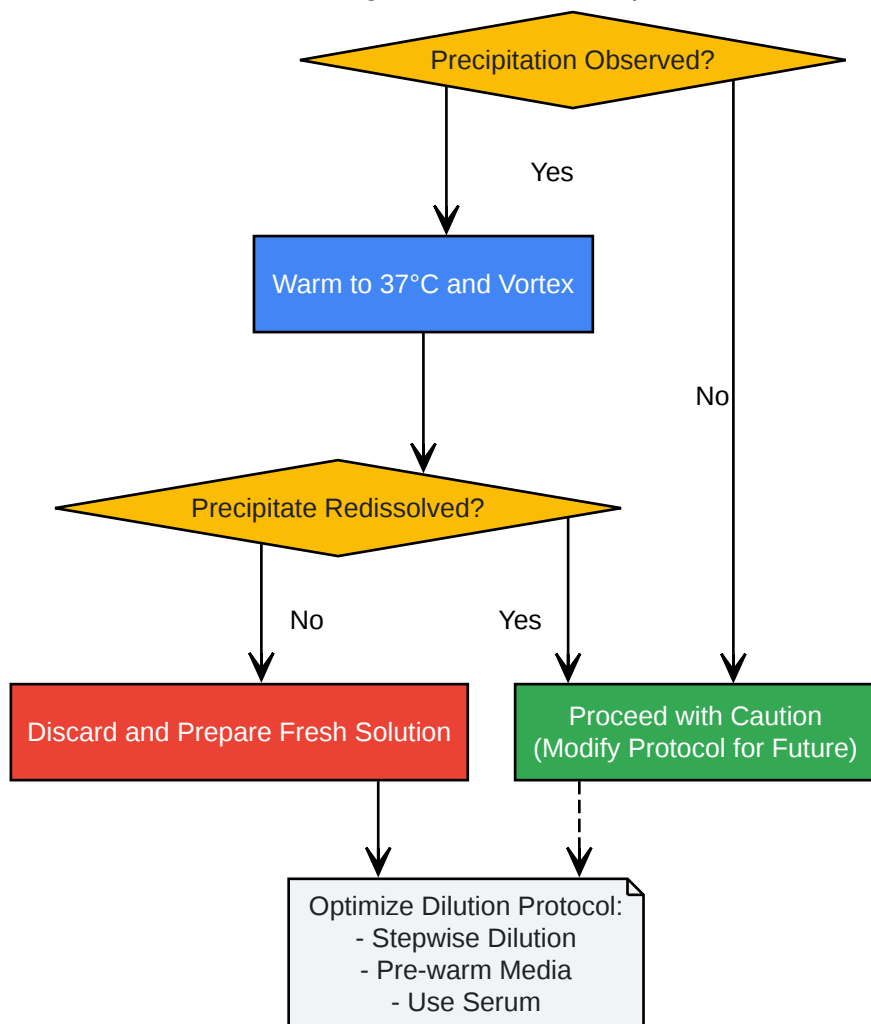 Precipitation Observed?
Yes
Warm to 37°C and Vortex
No
Precipitate Redissolved?
No
Yes
Discard and Prepare Fresh Solution
Proceed with Caution
(Modify Protocol for Future)
Optimize Dilution Protocol:
- Stepwise Dilution
- Pre-warm Media
- Use Serum